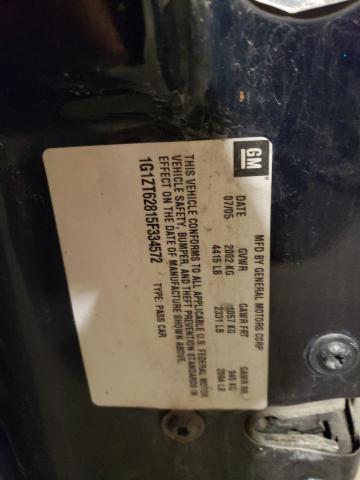 GM
MFD BY GENERAL MOTORS CORP
DATE GVWR GAWR FRT GAWR RR
07/05 2002 KG 1057 KG 945 KG
4415 LB 2331 LB 2084 LB
THIS VEHICLE CONFORMS TO ALL APPLICABLE U.S. FEDERAL MOTOR
VEHICLE SAFETY, BUMPER, AND THEFT PREVENTION STANDARDS IN
EFFECT ON THE DATE OF MANUFACTURE SHOWN ABOVE.
1G1ZT62815F334572 TYPE: PASS CAR